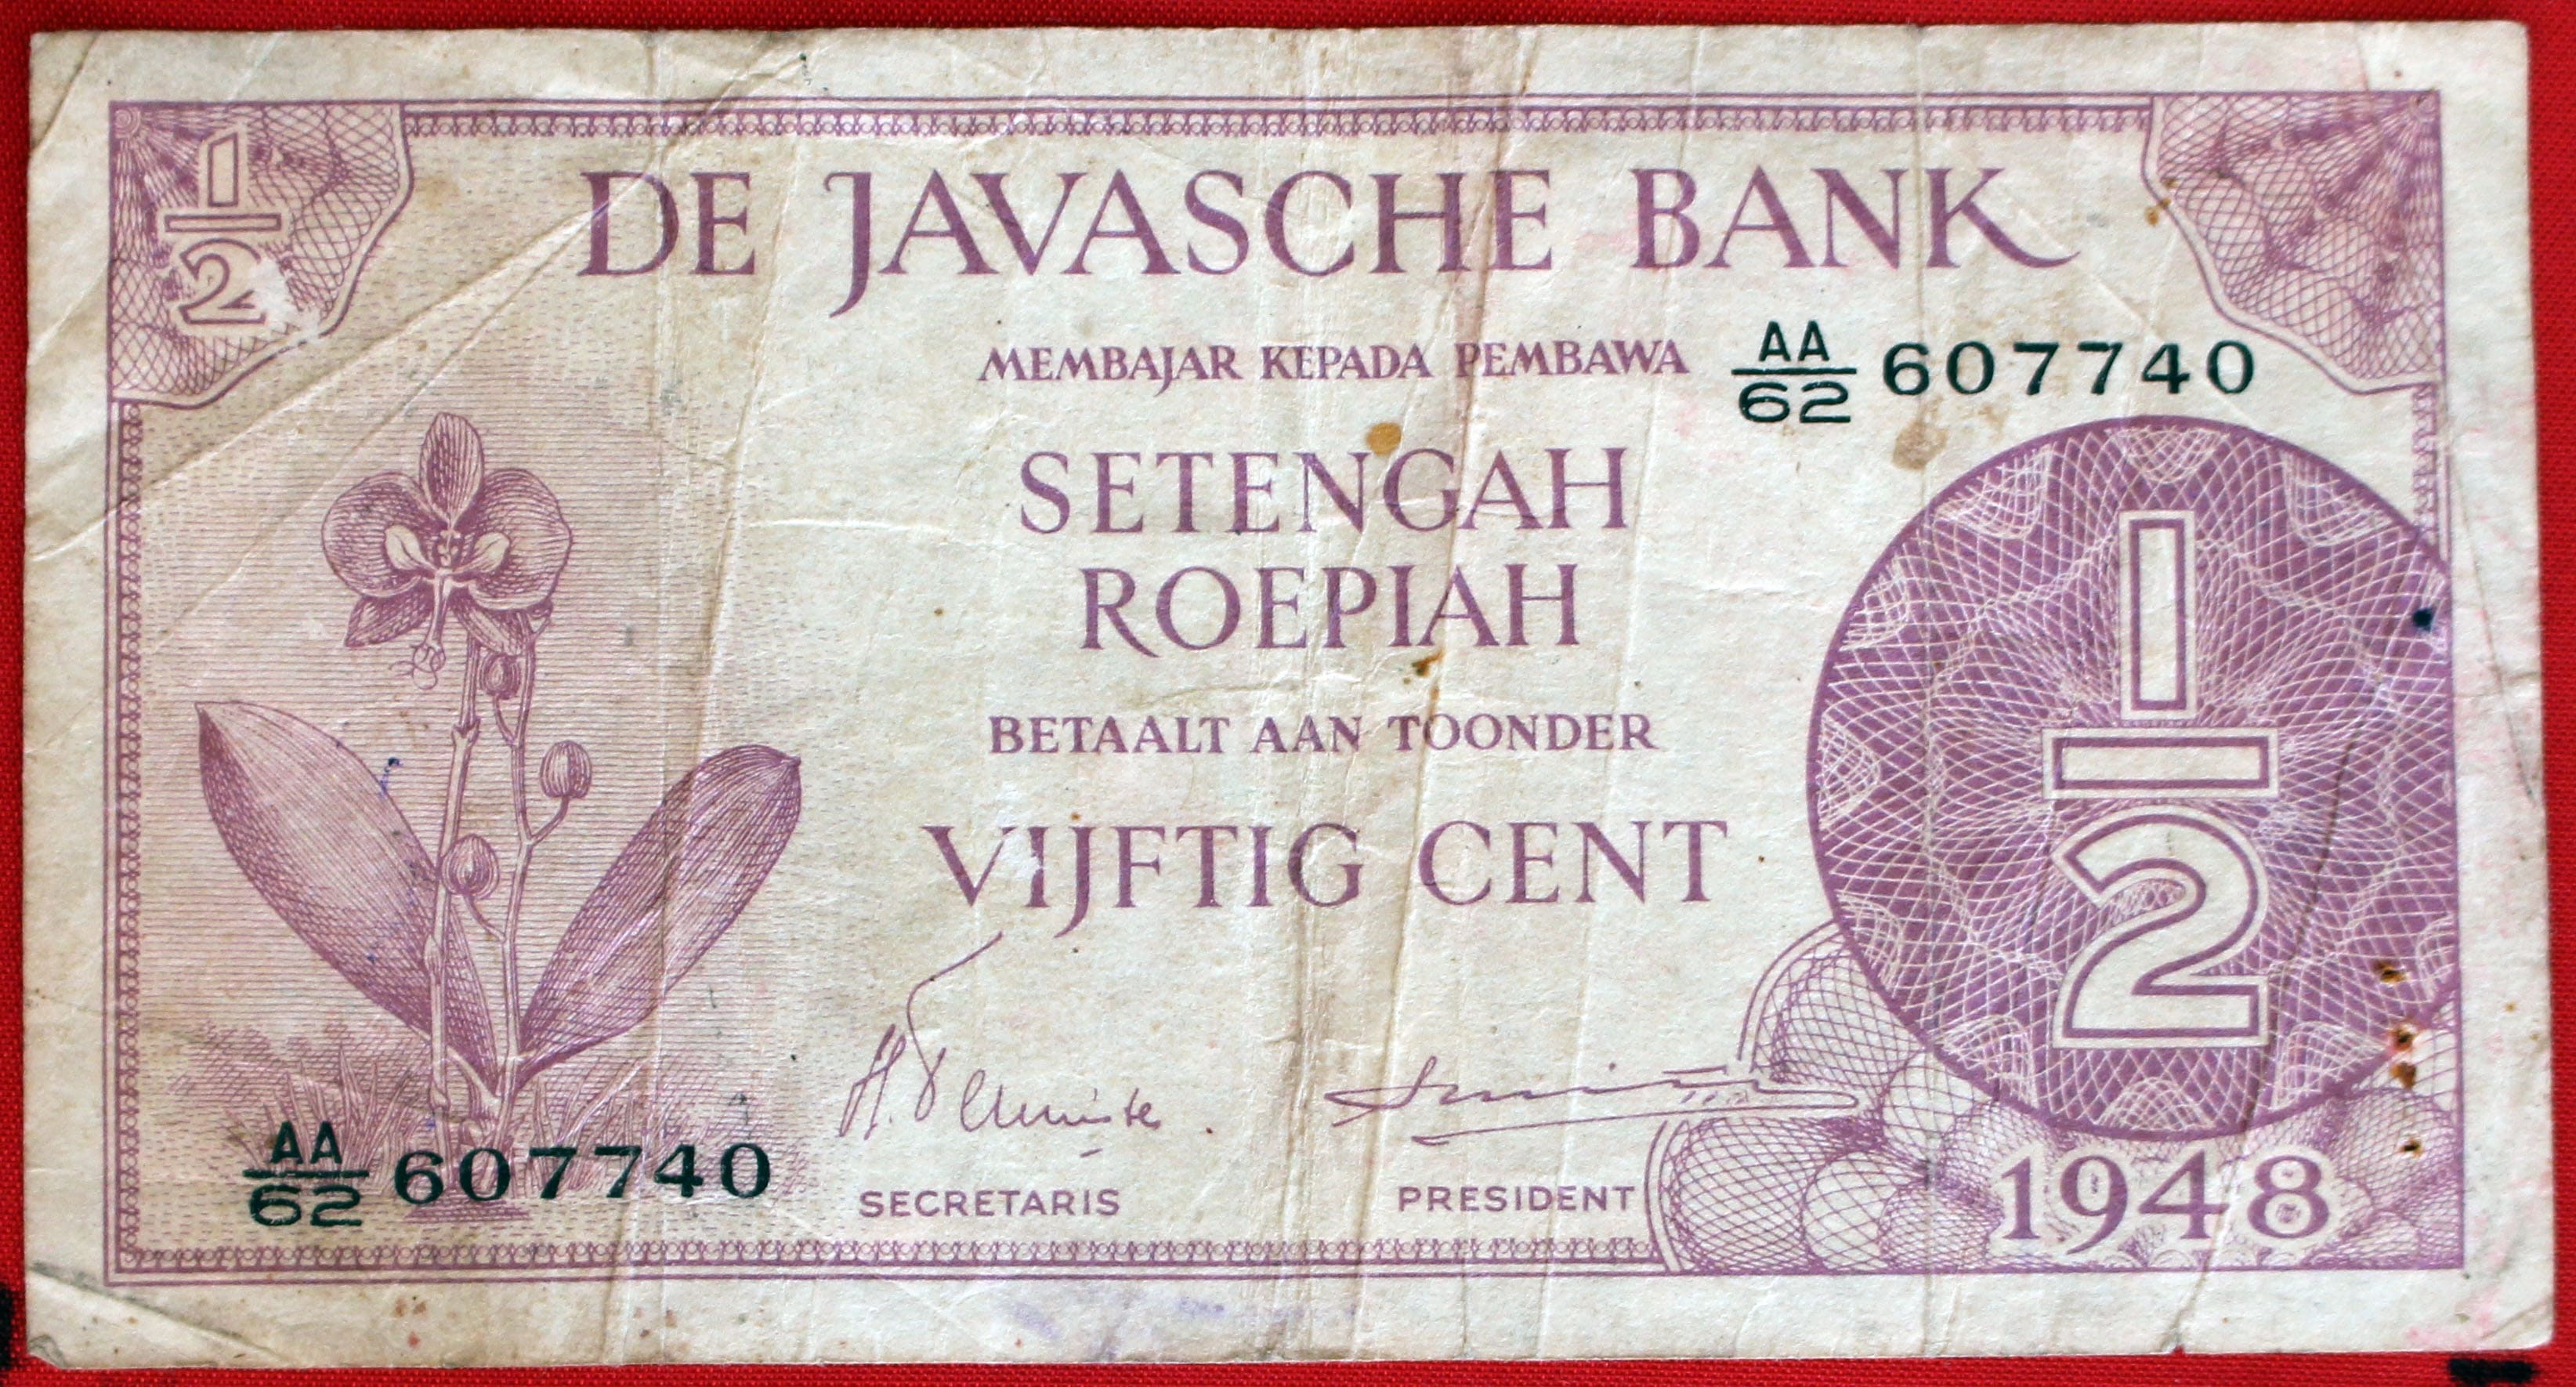 1/2
DE JAVASCHE BANK
MEMBAJAR KEPADA PEMBAWA
AA/62 607740
SETENGAH
ROEPIAH
BETAALT AAN TOONDER
VIJFTIG CENT
1/2
AA/62 607740
SECRETARIS
PRESIDENT
1948